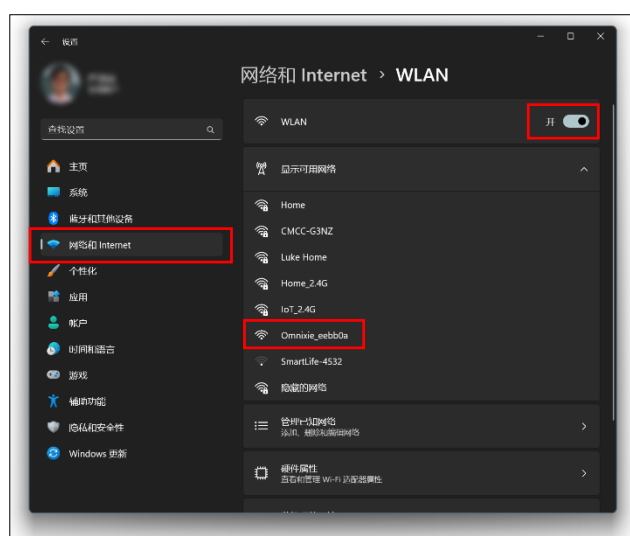 设置
网络和 Internet › WLAN
查找设置
WLAN
开
主页
显示可用网络
系统
Home
蓝牙和其他设备
CMCC-G3NZ
网络和 Internet
Luke Home
个性化
Home_2.4G
应用
IoT_2.4G
帐户
Omnixie_eebb0a
时间和语言
SmartLife-4532
游戏
隐藏的网络
辅助功能
管理已知网络
添加、删除和编辑网络
隐私和安全性
Windows 更新
硬件属性
查看和管理 Wi-Fi 适配器属性